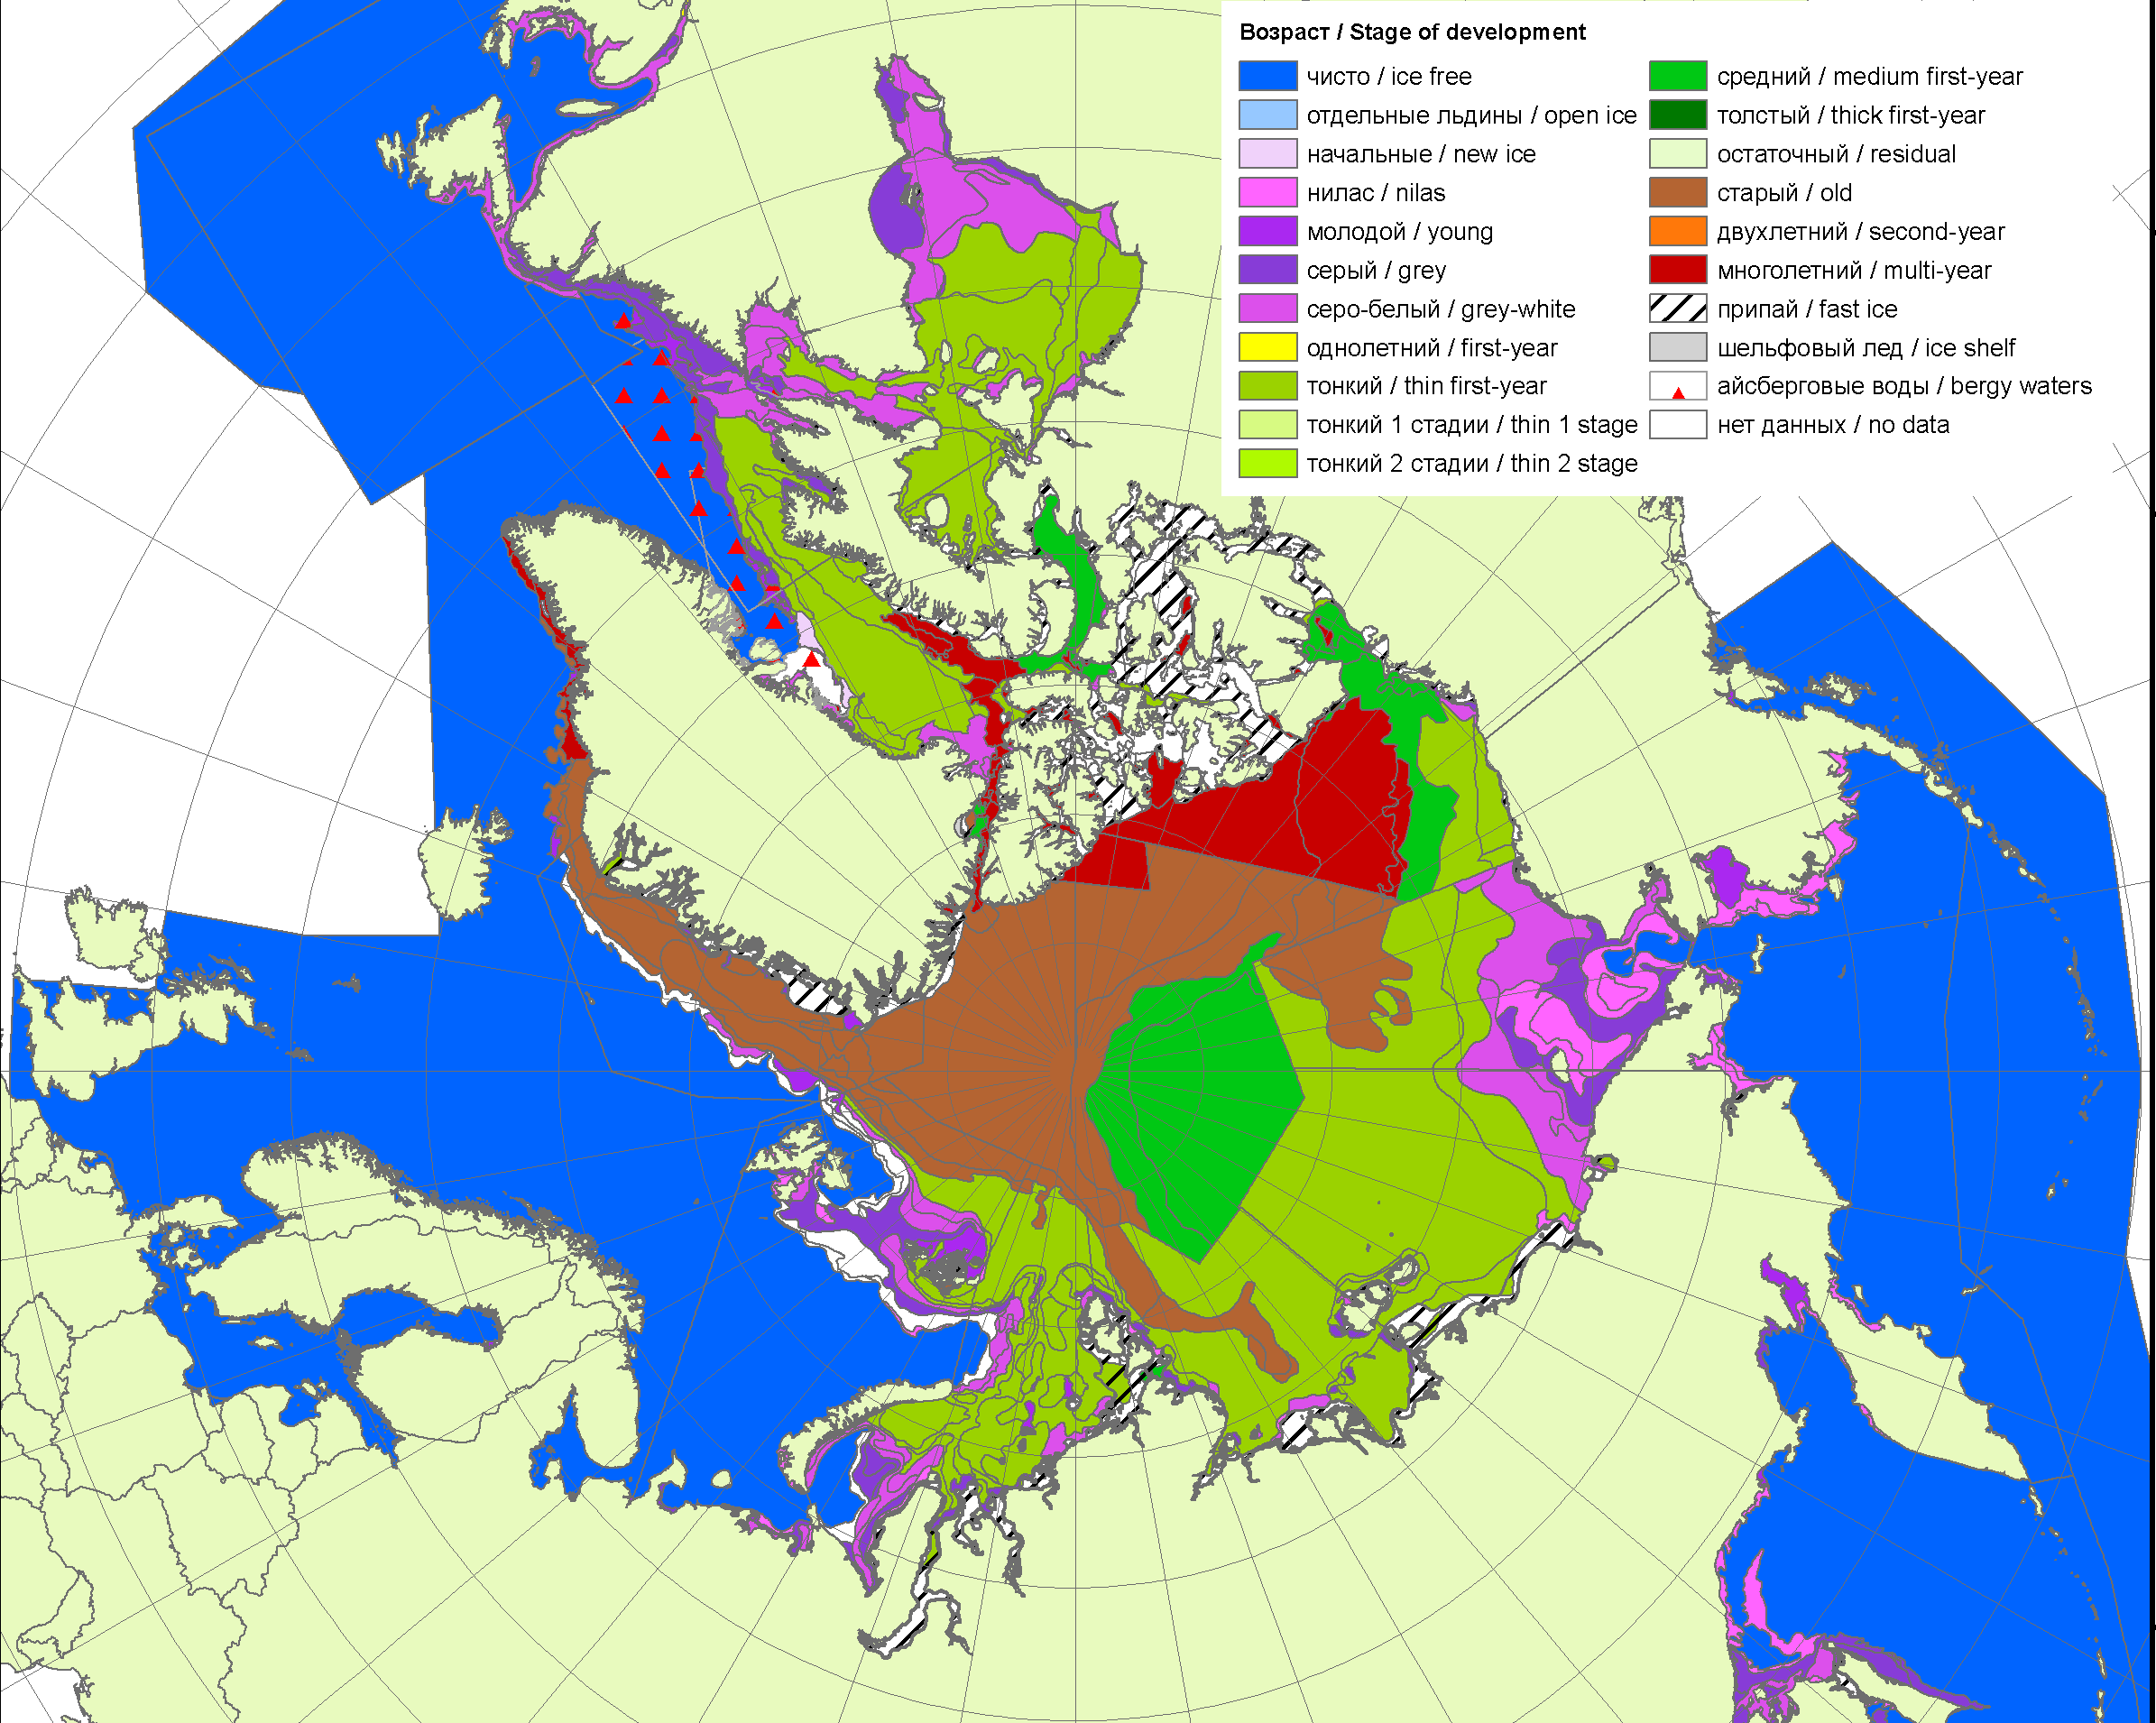 Возраст / Stage of development
чисто / ice free
отдельные льдины / open ice
начальные / new ice
нилас / nilas
молодой / young
серый / grey
серо-белый / grey-white
однолетний / first-year
тонкий / thin first-year
тонкий 1 стадии / thin 1 stage
тонкий 2 стадии / thin 2 stage
средний / medium first-year
толстый / thick first-year
остаточный / residual
старый / old
двухлетний / second-year
многолетний / multi-year
припай / fast ice
шельфовый лед / ice shelf
айсберговые воды / bergy waters
нет данных / no data